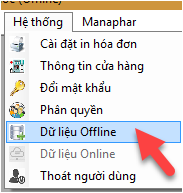 (Offline)
Hệ thống Manaphar
Cài đặt in hóa đơn
Thông tin cửa hàng
Đổi mật khẩu
Phân quyền
Dữ liệu Offline
Dữ liệu Online
Thoát người dùng